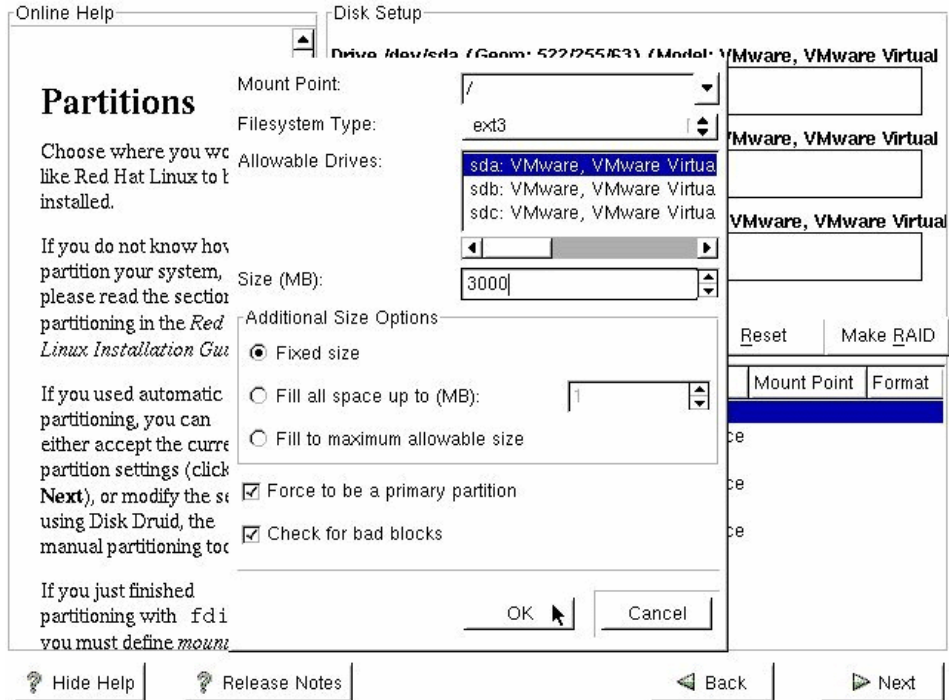 Online Help
Disk Setup
Drive /dev/sda (Geom: 522/255/63) (Model: VMware, VMware Virtual
VMware, VMware Virtual
VMware, VMware Virtual
Partitions
Choose where you wo
like Red Hat Linux to b
installed.
If you do not know hov
partition your system,
please read the section
partitioning in the Red
Linux Installation Gui
If you used automatic
partitioning, you can
either accept the curre
partition settings (click
Next), or modify the se
using Disk Druid, the
manual partitioning too
If you just finished
partitioning with fdi
you must define moun
Mount Point:
/
Filesystem Type:
ext3
Allowable Drives:
sda: VMware, VMware Virtua
sdb: VMware, VMware Virtua
sdc: VMware, VMware Virtua
Size (MB):
3000
Additional Size Options
Fixed size
Fill all space up to (MB):
1
Fill to maximum allowable size
Force to be a primary partition
Check for bad blocks
OK
Cancel
Reset
Make RAID
Mount Point
Format
ce
ce
ce
Hide Help
Release Notes
Back
Next